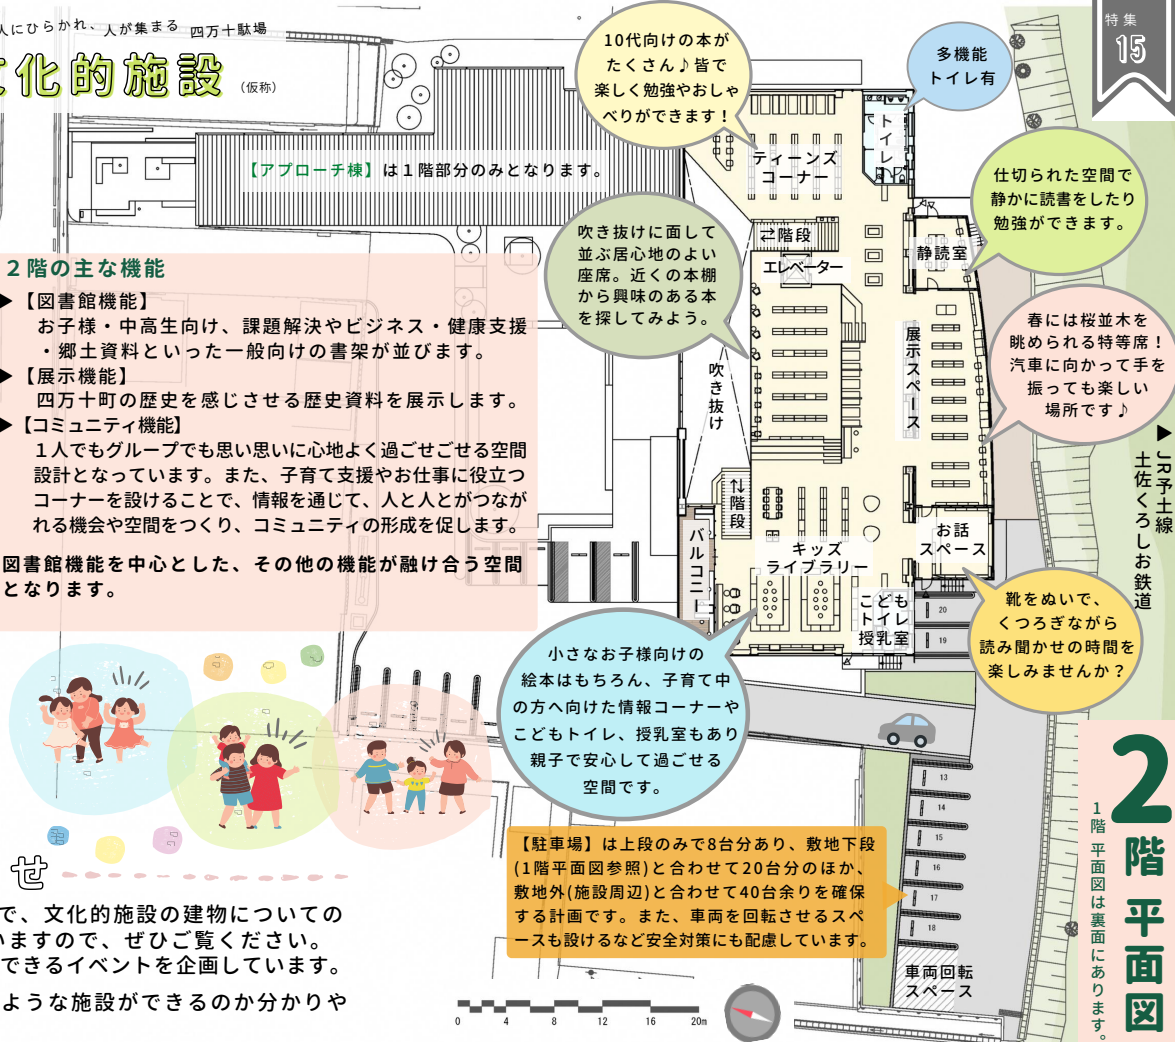 人にひらかれ、人が集まる 四万十駄場
文化的施設(仮称)
特集
15
10代向けの本が
たくさん♪皆で
楽しく勉強やおしゃ
べりができます！
多機能
トイレ有
トイレ
ティーンズ
コーナー
【アプローチ棟】は１階部分のみとなります。
仕切られた空間で
静かに読書をしたり
勉強ができます。
吹き抜けに面して
並ぶ居心地のよい
座席。近くの本棚
から興味のある本
を探してみよう。
⇄階段
エレベーター
静読室
２階の主な機能
▶【図書館機能】
お子様・中高生向け、課題解決やビジネス・健康支援
・郷土資料といった一般向けの書架が並びます。
▶【展示機能】
四万十町の歴史を感じさせる歴史資料を展示します。
▶【コミュニティ機能】
１人でもグループでも思い思いに心地よく過ごせごせる空間
設計となっています。また、子育て支援やお仕事に役立つ
コーナーを設けることで、情報を通じて、人と人とがつなが
れる機会や空間をつくり、コミュニティの形成を促します。
図書館機能を中心とした、その他の機能が融け合う空間
となります。
春には桜並木を
眺められる特等席！
汽車に向かって手を
振っても楽しい
場所です♪
展示スペース
吹き抜け
▶JR予土線
土佐くろしお鉄道
⇅階段
バルコニー
キッズ
ライブラリー
お話
スペース
こども
トイレ
授乳室
20
19
靴をぬいで、
くつろぎながら
読み聞かせの時間を
楽しみませんか？
小さなお子様向けの
絵本はもちろん、子育て中
の方へ向けた情報コーナーや
こどもトイレ、授乳室もあり
親子で安心して過ごせる
空間です。
13
14
15
16
17
18
【駐車場】は上段のみで8台分あり、敷地下段
(1階平面図参照)と合わせて20台分のほか、
敷地外(施設周辺)と合わせて40台余りを確保
する計画です。また、車両を回転させるスペ
ースも設けるなど安全対策にも配慮しています。
車両回転
スペース
2階 平面図
1階 平面図は裏面にあります。
せ
で、文化的施設の建物についての
いますので、ぜひご覧ください。
できるイベントを企画しています。
ような施設ができるのか分かりや
0 4 8 12 16 20m